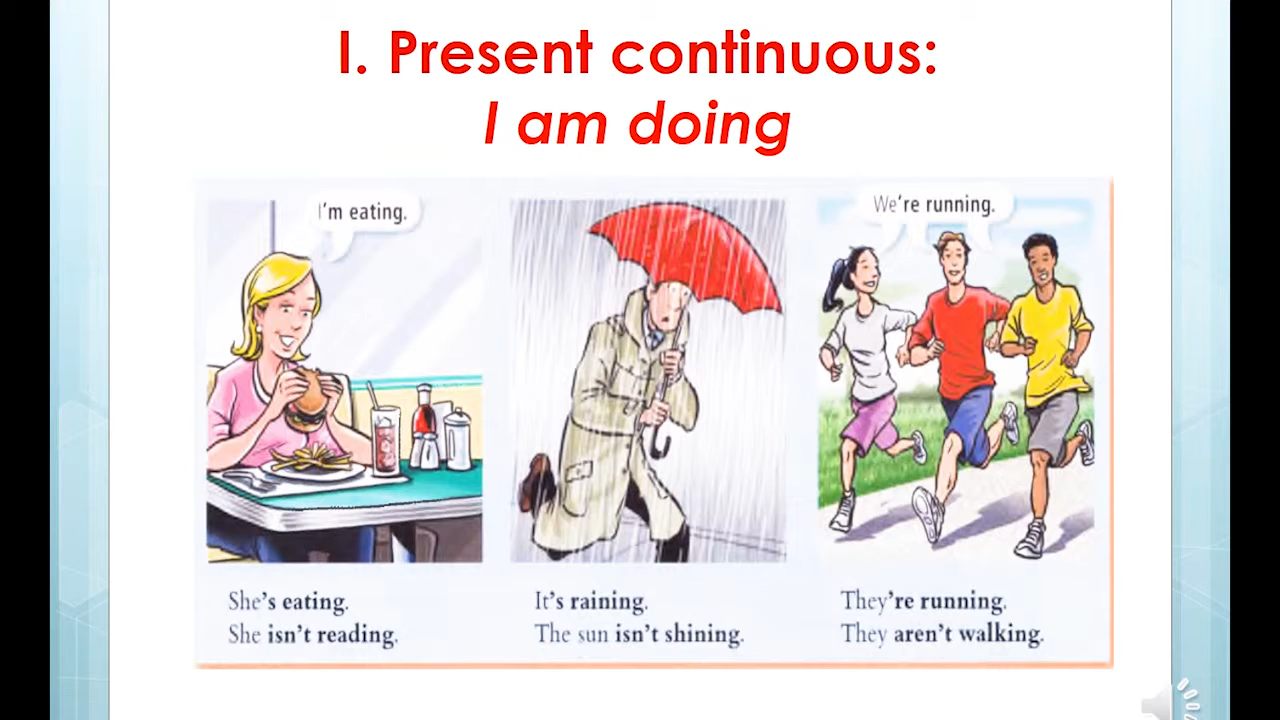 I. Present continuous:
I am doing
I'm eating.
We're running.
She's eating.
She isn't reading.
It's raining.
The sun isn't shining.
They're running.
They aren't walking.